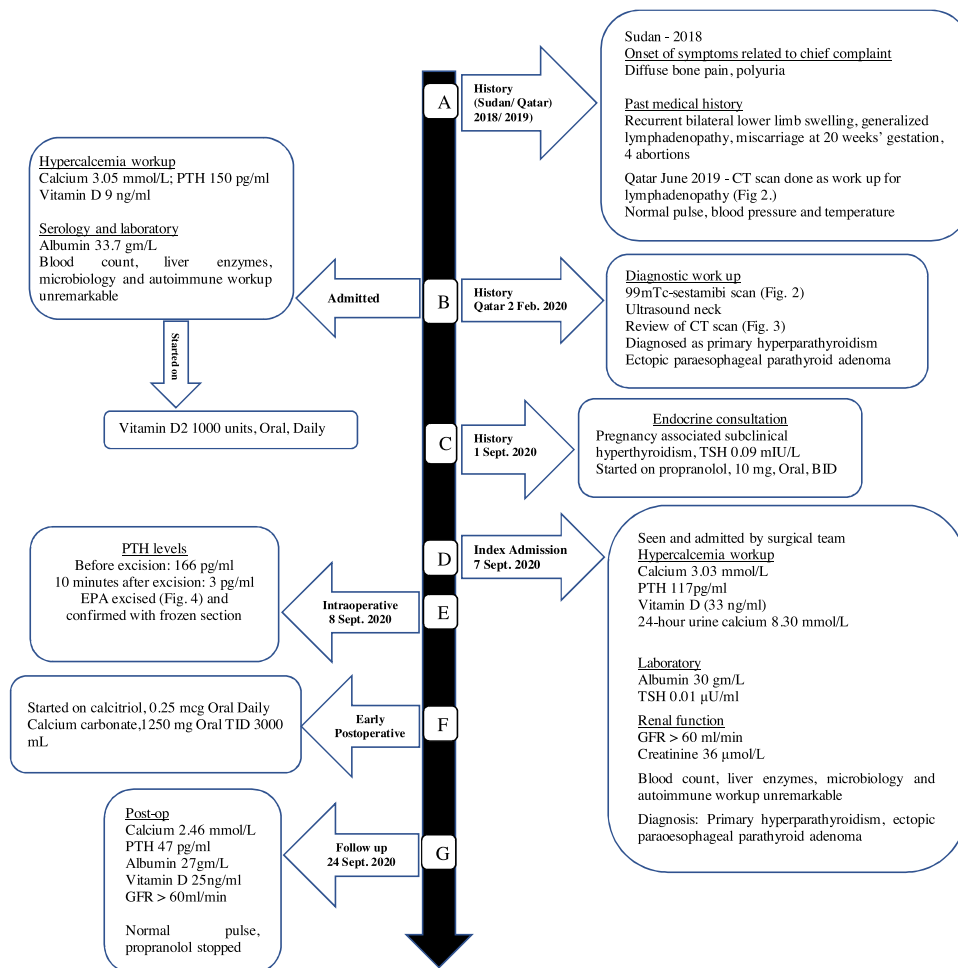 Sudan - 2018
Onset of symptoms related to chief complaint
Diffuse bone pain, polyuria
Past medical history
Recurrent bilateral lower limb swelling, generalized
lymphadenopathy, miscarriage at 20 weeks' gestation,
4 abortions
Qatar June 2019 - CT scan done as work up for
lymphadenopathy (Fig 2.)
Normal pulse, blood pressure and temperature
History
(Sudan/ Qatar)
2018/ 2019)
A
Hypercalcemia workup
Calcium 3.05 mmol/L; PTH 150 pg/ml
Vitamin D 9 ng/ml
Serology and laboratory
Albumin 33.7 gm/L
Blood count, liver enzymes,
microbiology and autoimmune workup
unremarkable
Admitted
B
History
Qatar 2 Feb. 2020
Diagnostic work up
99mTc-sestamibi scan (Fig. 2)
Ultrasound neck
Review of CT scan (Fig. 3)
Diagnosed as primary hyperparathyroidism
Ectopic paraesophageal parathyroid adenoma
Started on
Vitamin D2 1000 units, Oral, Daily
C
History
1 Sept. 2020
Endocrine consultation
Pregnancy associated subclinical
hyperthyroidism, TSH 0.09 mIU/L
Started on propranolol, 10 mg, Oral, BID
D
Index Admission
7 Sept. 2020
Seen and admitted by surgical team
Hypercalcemia workup
Calcium 3.03 mmol/L
PTH 117pg/ml
Vitamin D (33 ng/ml)
24-hour urine calcium 8.30 mmol/L
Laboratory
Albumin 30 gm/L
TSH 0.01 µU/ml
Renal function
GFR > 60 ml/min
Creatinine 36 µmol/L
Blood count, liver enzymes, microbiology and
autoimmune workup unremarkable
Diagnosis: Primary hyperparathyroidism, ectopic
paraoesophageal parathyroid adenoma
PTH levels
Before excision: 166 pg/ml
10 minutes after excision: 3 pg/ml
EPA excised (Fig. 4) and
confirmed with frozen section
Intraoperative
8 Sept. 2020
E
Started on calcitriol, 0.25 mcg Oral Daily
Calcium carbonate,1250 mg Oral TID 3000
mL
Early
Postoperative
F
Post-op
Calcium 2.46 mmol/L
PTH 47 pg/ml
Albumin 27gm/L
Vitamin D 25ng/ml
GFR > 60ml/min
Normal pulse,
propranolol stopped
Follow up
24 Sept. 2020
G